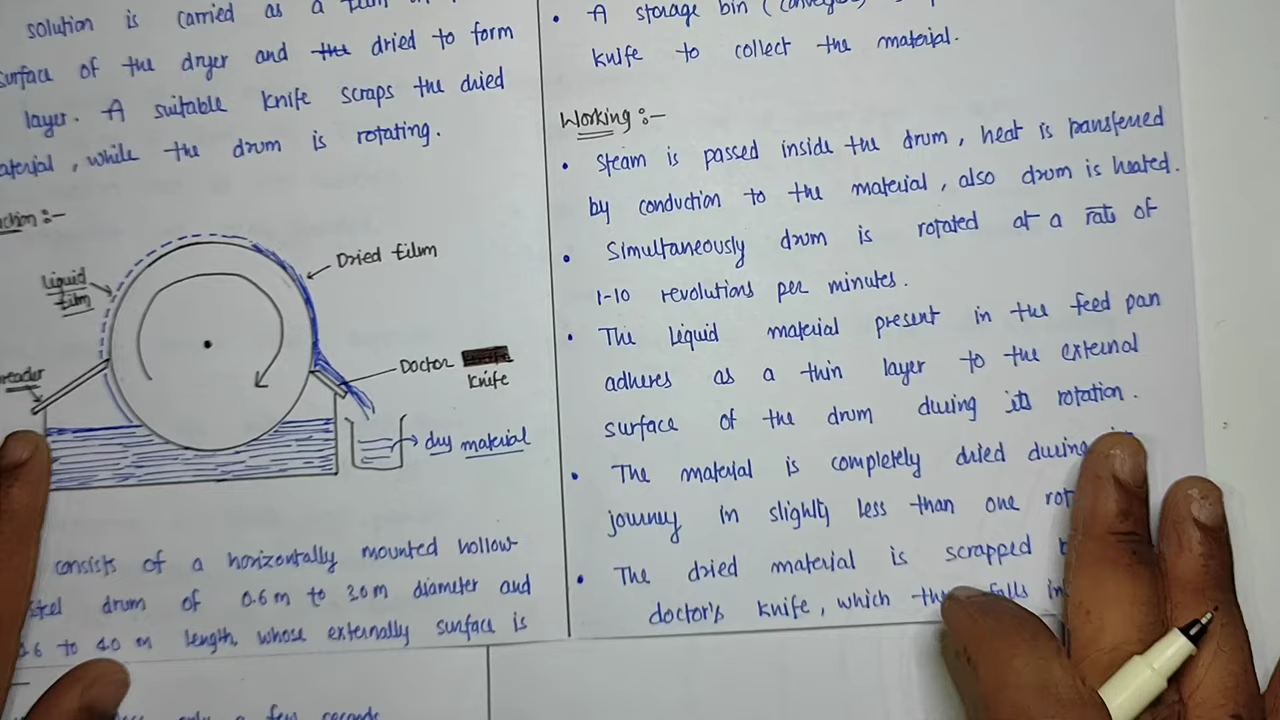 solution is carried as a
surface of the dryer and the dried to form
layer. A suitable knife scraps the dried
material, while the drum is rotating.
Liquid
film
Dried film
Doctor
Knife
dry material
consists of a horizontally mounted hollow
steel drum of 0.6 m to 3.0 m diameter and
0.6 to 4.0 m length, whose externally surface is
only a few seconds
• A storage bin (conveyor)
knife to collect the material.
Working :-
• Steam is passed inside the drum, heat is transferred
by conduction to the material, also drum is heated.
• Simultaneously drum is rotated at a rate of
1-10 revolutions per minutes.
• The Liquid material present in the feed pan
adheres as a thin layer to the external
surface of the drum during its rotation.
• The material is completely dried during
journey in slightly less than one
• The dried material is scrapped
doctor's knife, which falls